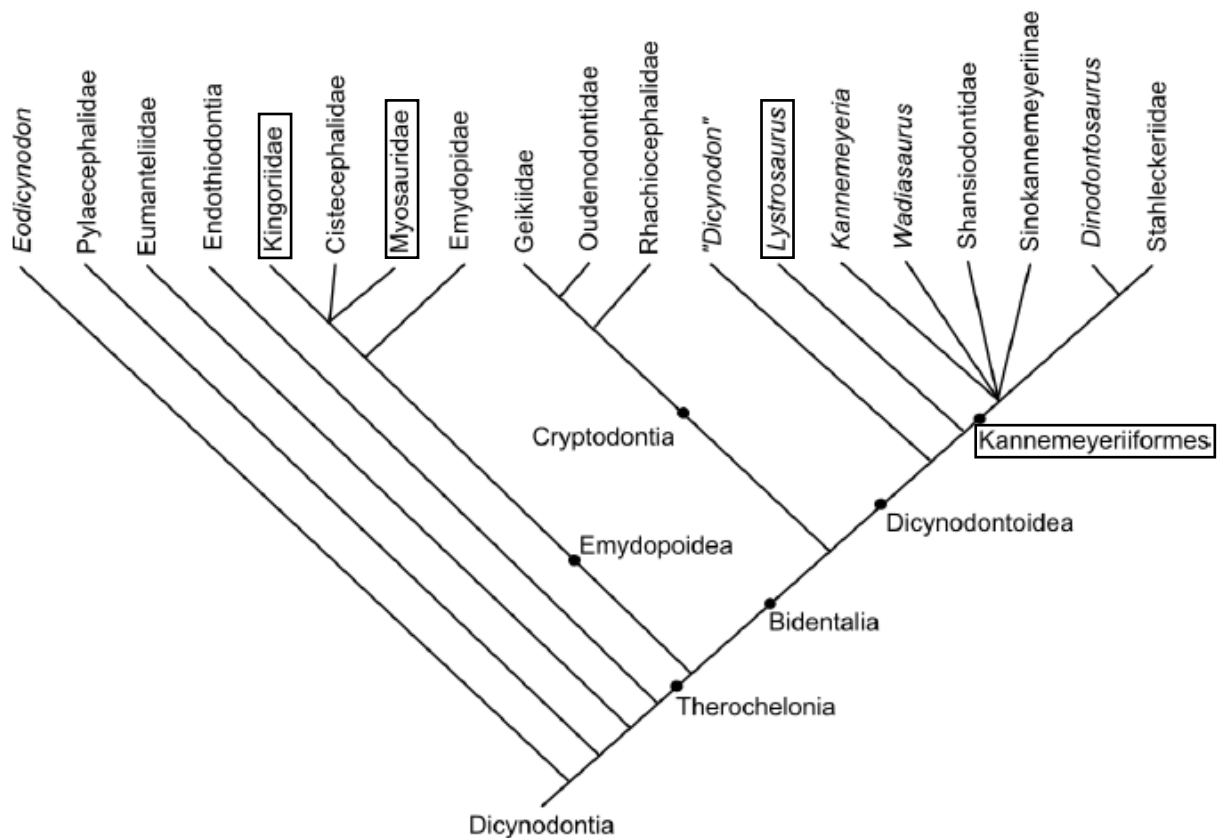 Eodicynodon
Pylaecephalidae
Eumanteliidae
Endothiodontia
Kingoriidae
Cistecephalidae
Myosauridae
Emydopidae
Geikiidae
Oudenodontidae
Rhachiocephalidae
"Dicynodon"
Lystrosaurus
Kannemeyeria
Wadiasaurus
Shansiodontidae
Sinokannemeyeriinae
Dinodontosaurus
Stahleckeriidae
Cryptodontia
Kannemeyeriiformes
Dicynodontoidea
Emydopoidea
Bidentalia
Therochelonia
Dicynodontia